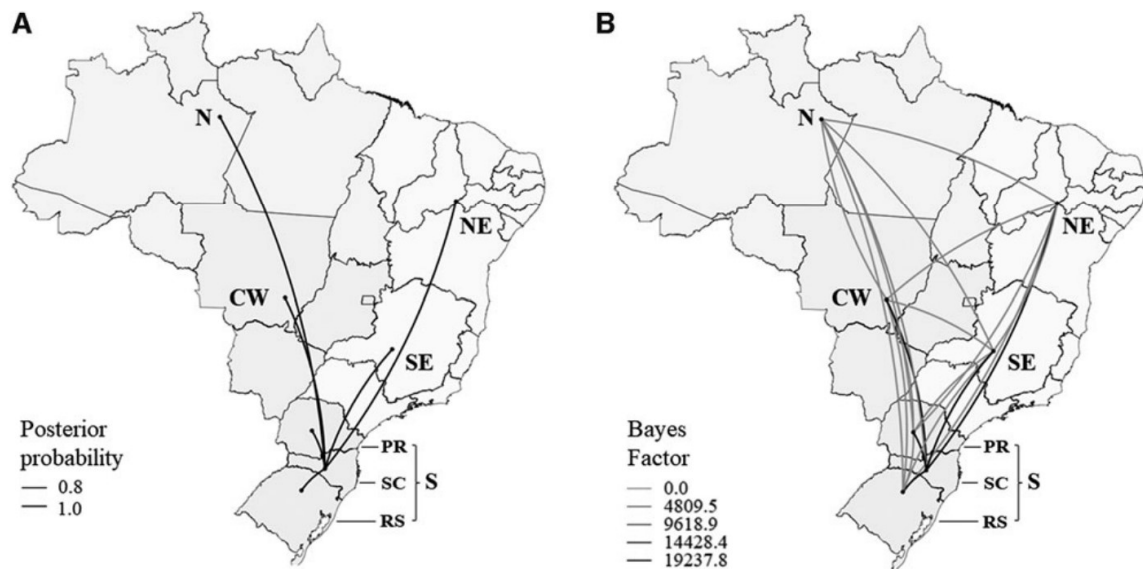 A
N
NE
CW
SE
Posterior
probability
0.8
1.0
PR
SC
S
RS
B
N
NE
CW
SE
Bayes
Factor
0.0
4809.5
9618.9
14428.4
19237.8
PR
SC
S
RS